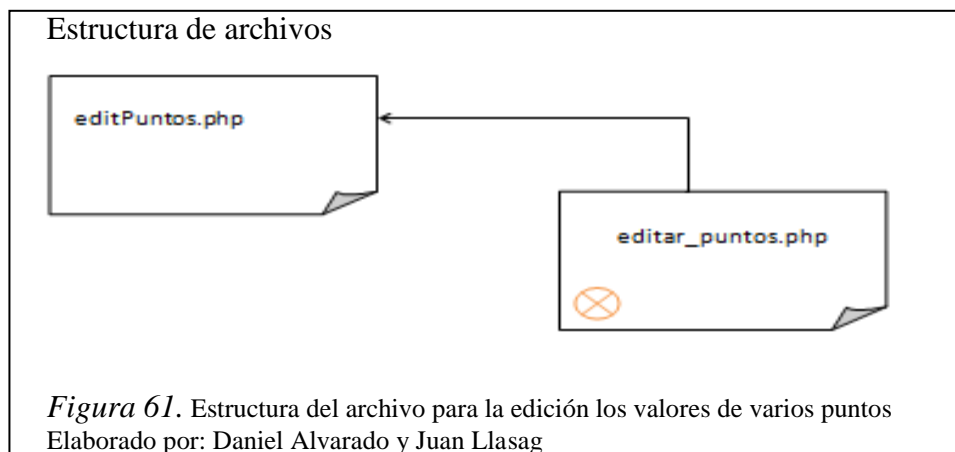 Estructura de archivos
editPuntos.php
editar_puntos.php
Figura 61. Estructura del archivo para la edición los valores de varios puntos
Elaborado por: Daniel Alvarado y Juan Llasag